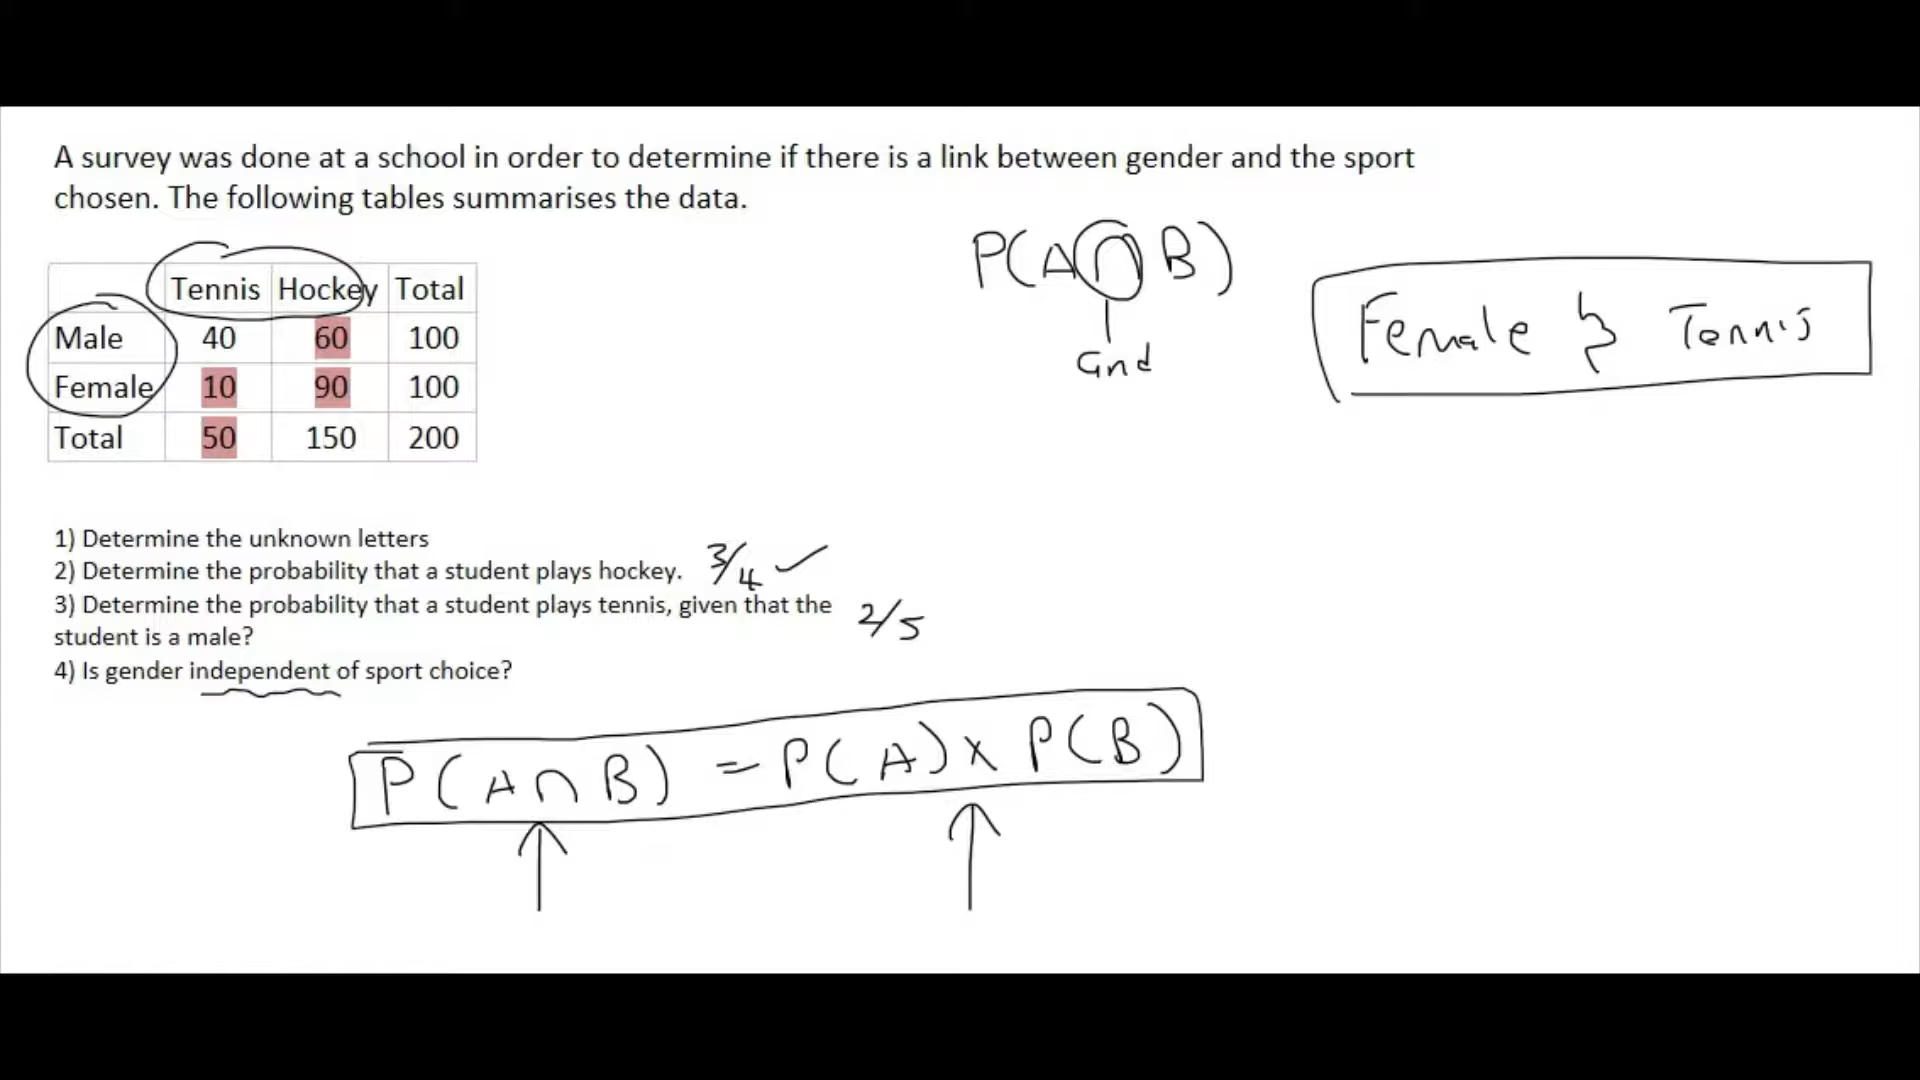 A survey was done at a school in order to determine if there is a link between gender and the sport
chosen. The following tables summarises the data.
P(A∩B)
and
Female & Tennis
Tennis Hockey Total
Male 40 60 100
Female 10 90 100
Total 50 150 200
1) Determine the unknown letters
2) Determine the probability that a student plays hockey. 3/4 ✓
3) Determine the probability that a student plays tennis, given that the
student is a male? 2/5
4) Is gender independent of sport choice?
P(A∩B) = P(A) x P(B)